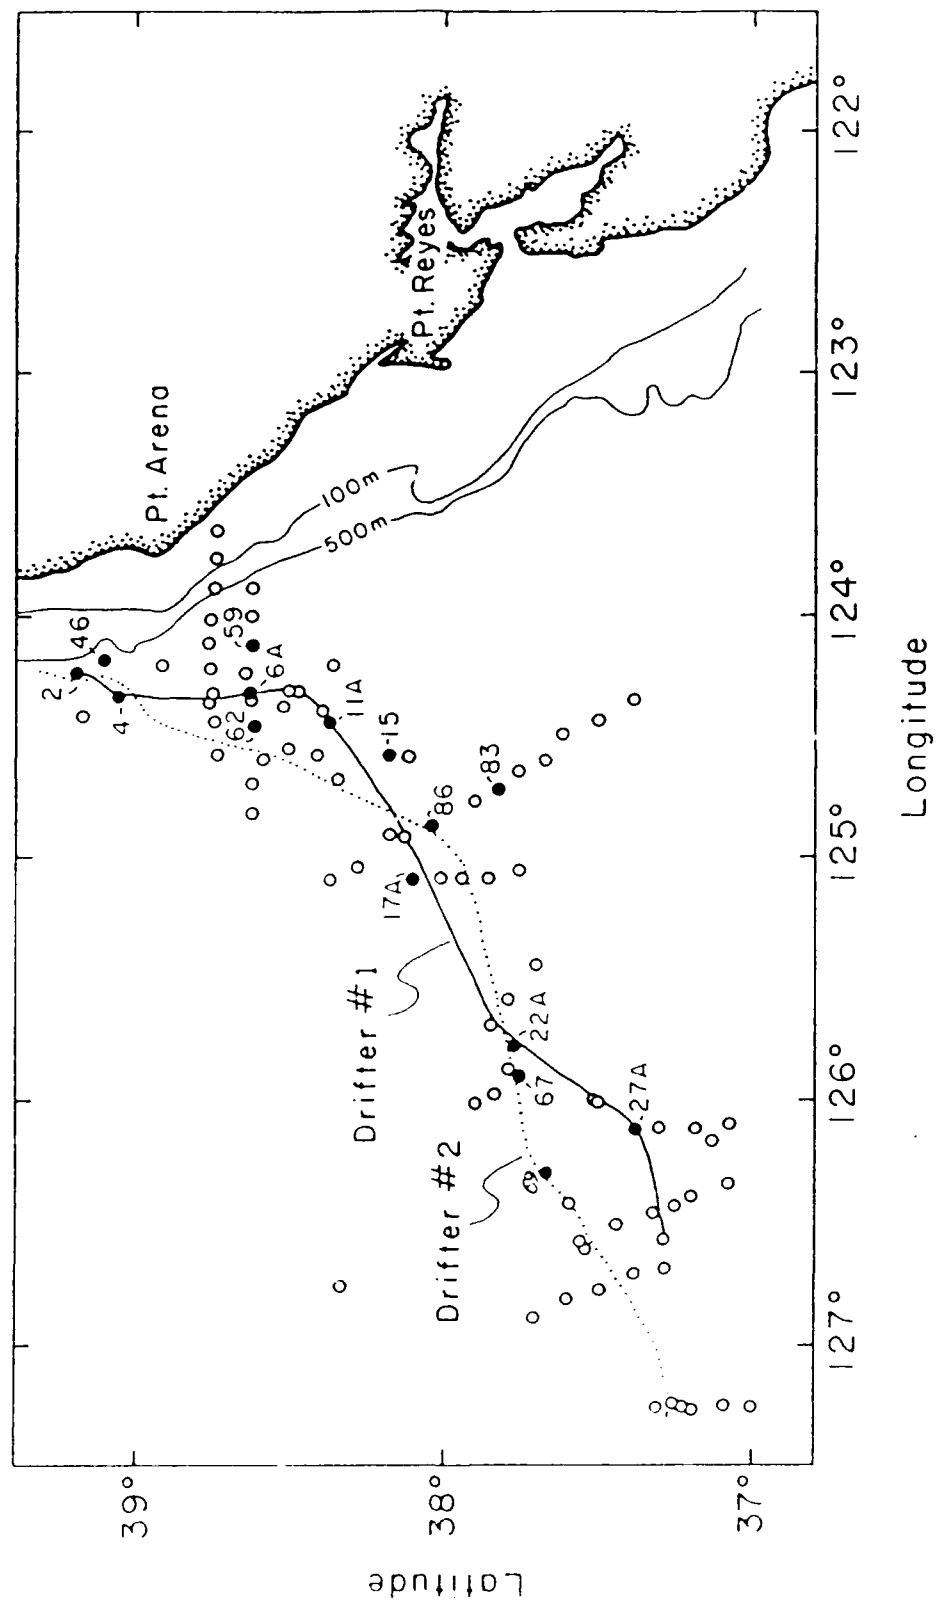 Pt. Arena
Pt. Reyes
100m
500m
2
46
4
59
6A
62
11A
15
86
83
17A
Drifter #1
22A
67
Drifter #2
27A
39°
38°
37°
Latitude
127°
126°
125°
124°
123°
122°
Longitude